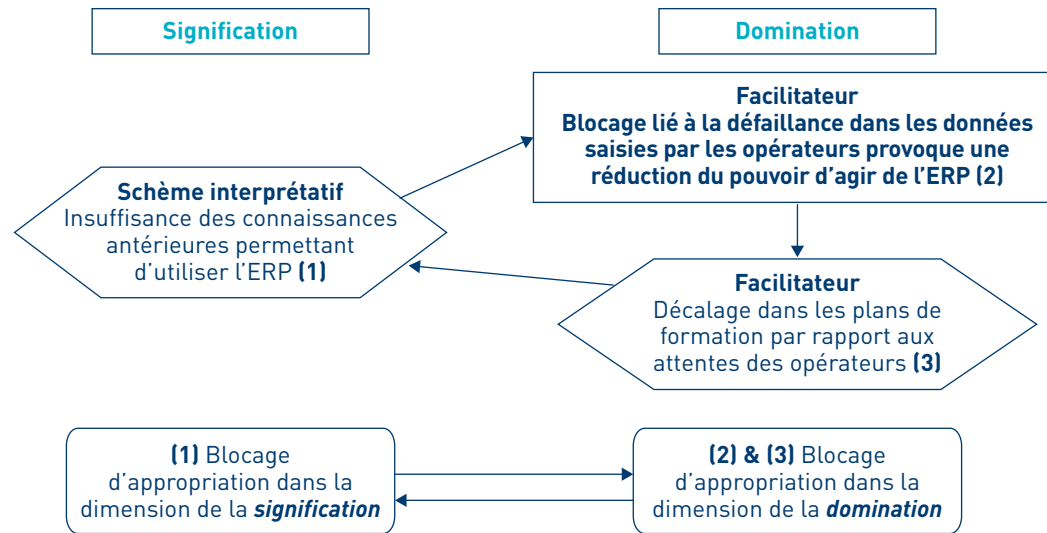 Signification
Domination
Facilitateur
Blocage lié à la défaillance dans les données
saisies par les opérateurs provoque une
réduction du pouvoir d’agir de l’ERP (2)
Schème interprétatif
Insuffisance des connaissances
antérieures permettant
d’utiliser l’ERP (1)
Facilitateur
Décalage dans les plans de
formation par rapport aux
attentes des opérateurs (3)
(1) Blocage
d’appropriation dans la
dimension de la signification
(2) & (3) Blocage
d’appropriation dans la
dimension de la domination